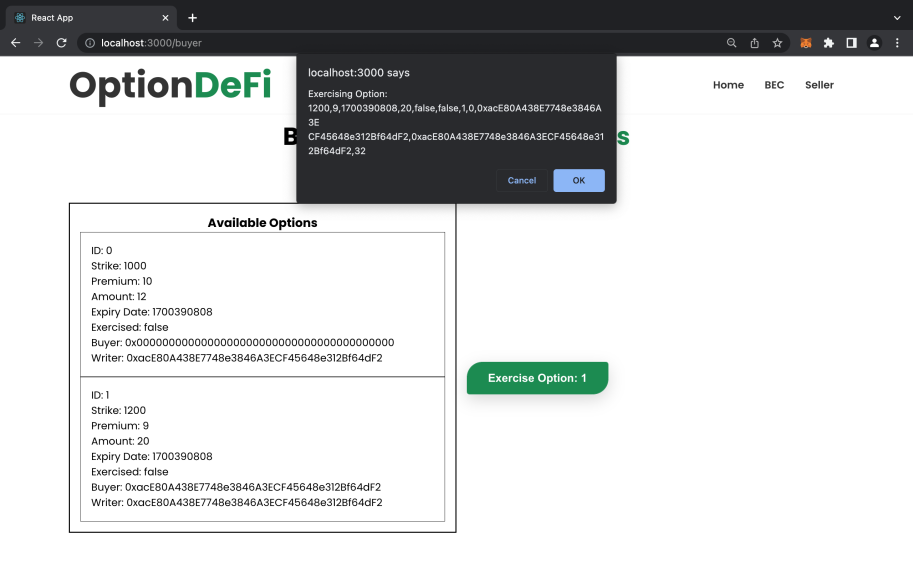 React App
localhost:3000/buyer
OptionDeFi
Home
BEC
Seller
localhost:3000 says
Exercising Option:
1200,9,1700390808,20,false,false,1,0,0xacE80A438E7748e3846A
3E
CF45648e312Bf64dF2,0xacE80A438E7748e3846A3ECF45648e31
2Bf64dF2,32
Cancel
OK
Available Options
ID: 0
Strike: 1000
Premium: 10
Amount: 12
Expiry Date: 1700390808
Exercised: false
Buyer: 0x0000000000000000000000000000000000000000
Writer: 0xacE80A438E7748e3846A3ECF45648e312Bf64dF2
ID: 1
Strike: 1200
Premium: 9
Amount: 20
Expiry Date: 1700390808
Exercised: false
Buyer: 0xacE80A438E7748e3846A3ECF45648e312Bf64dF2
Writer: 0xacE80A438E7748e3846A3ECF45648e312Bf64dF2
Exercise Option: 1